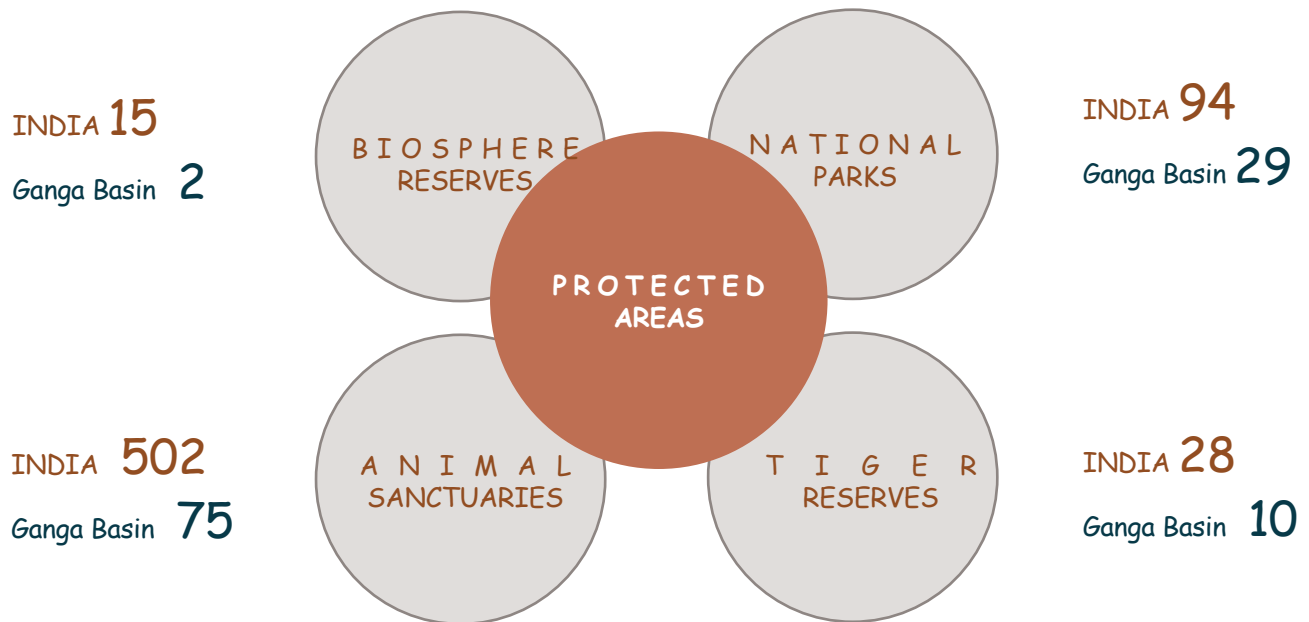 INDIA 15
Ganga Basin 2
BIOSPHERE
RESERVES
NATIONAL
PARKS
INDIA 94
Ganga Basin 29
PROTECTED
AREAS
INDIA 502
Ganga Basin 75
ANIMAL
SANCTUARIES
TIGER
RESERVES
INDIA 28
Ganga Basin 10